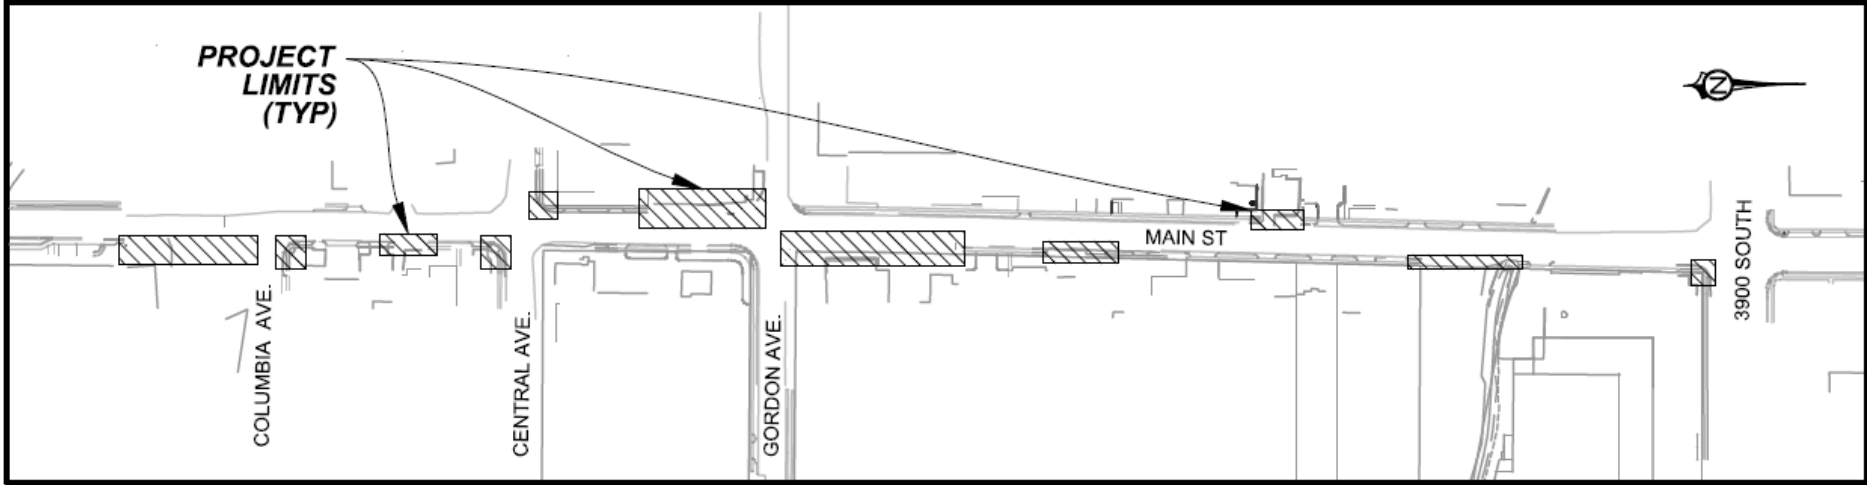 PROJECT
LIMITS
(TYP)
N
MAIN ST
COLUMBIA AVE.
CENTRAL AVE.
GORDON AVE.
3900 SOUTH